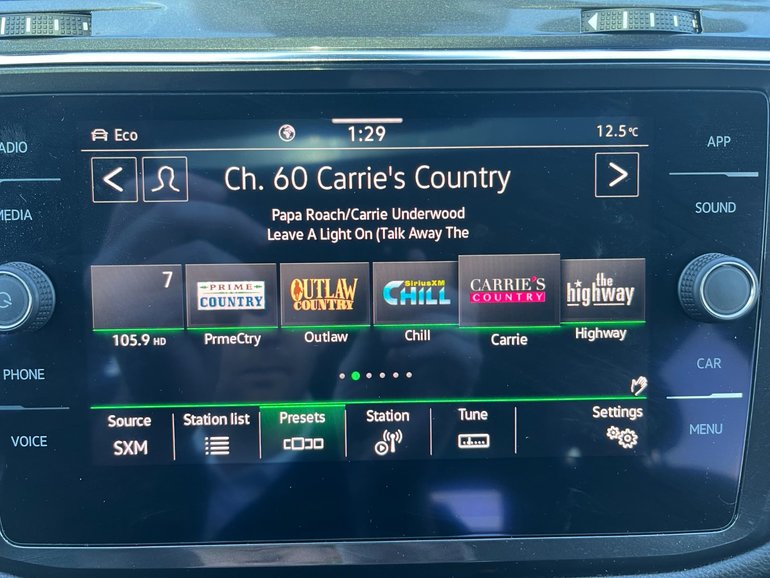 Eco
1:29
12.5°C
ADIO
APP
Ch. 60 Carrie's Country
Papa Roach/Carrie Underwood
Leave A Light On (Talk Away The
MEDIA
SOUND
7
PRIME
COUNTRY
OUTLAW
COUNTRY
SiriusXM
CHILL
CARRIE'S
COUNTRY
the
highway
105.9 HD
PrmeCtry
Outlaw
Chill
Carrie
Highway
PHONE
CAR
Source
Station list
Presets
Station
Tune
Settings
SXM
VOICE
MENU